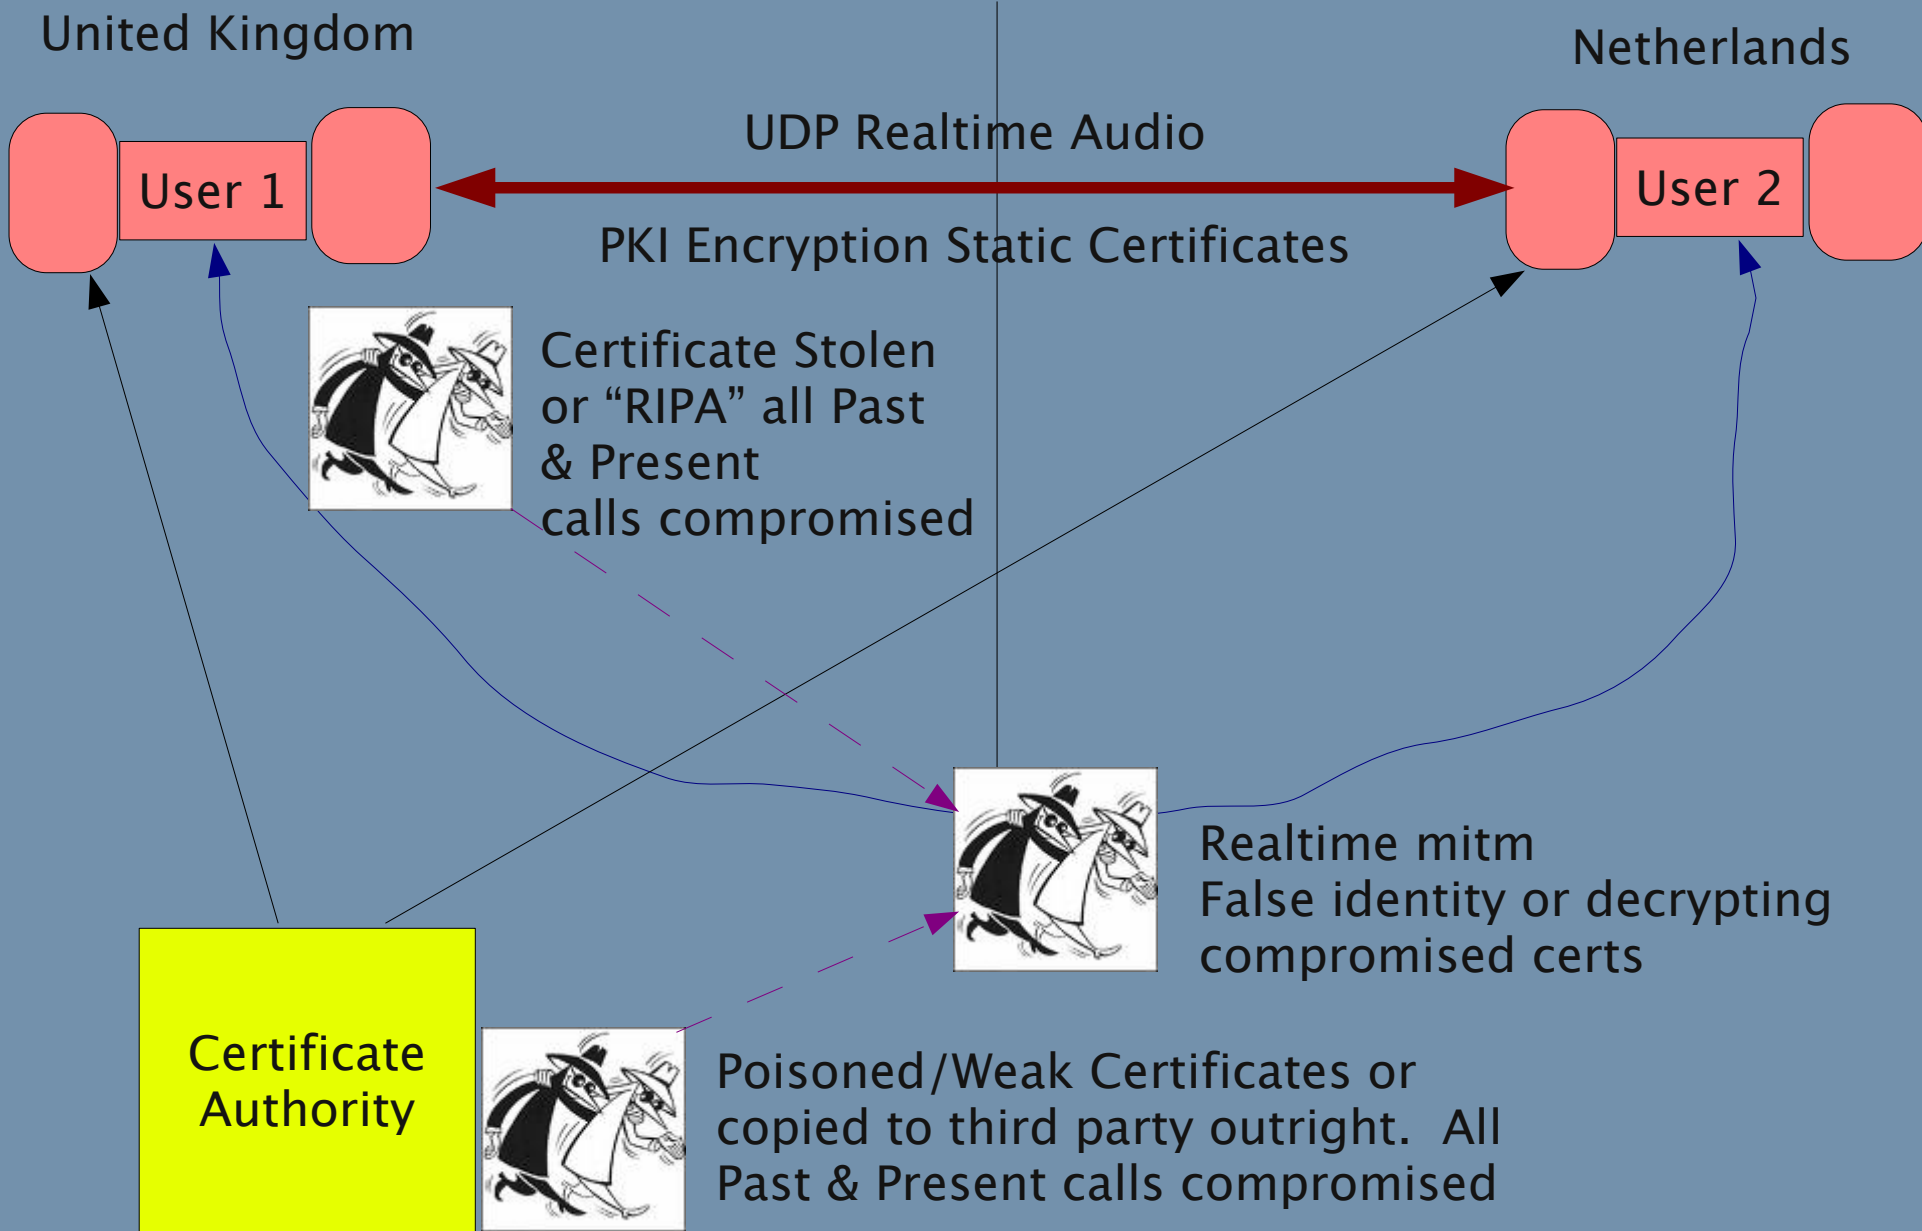 United Kingdom
Netherlands
UDP Realtime Audio
User 1
User 2
PKI Encryption Static Certificates
Certificate Stolen
or “RIPA” all Past
& Present
calls compromised
Realtime mitm
False identity or decrypting
compromised certs
Certificate
Authority
Poisoned/Weak Certificates or
copied to third party outright.  All
Past & Present calls compromised